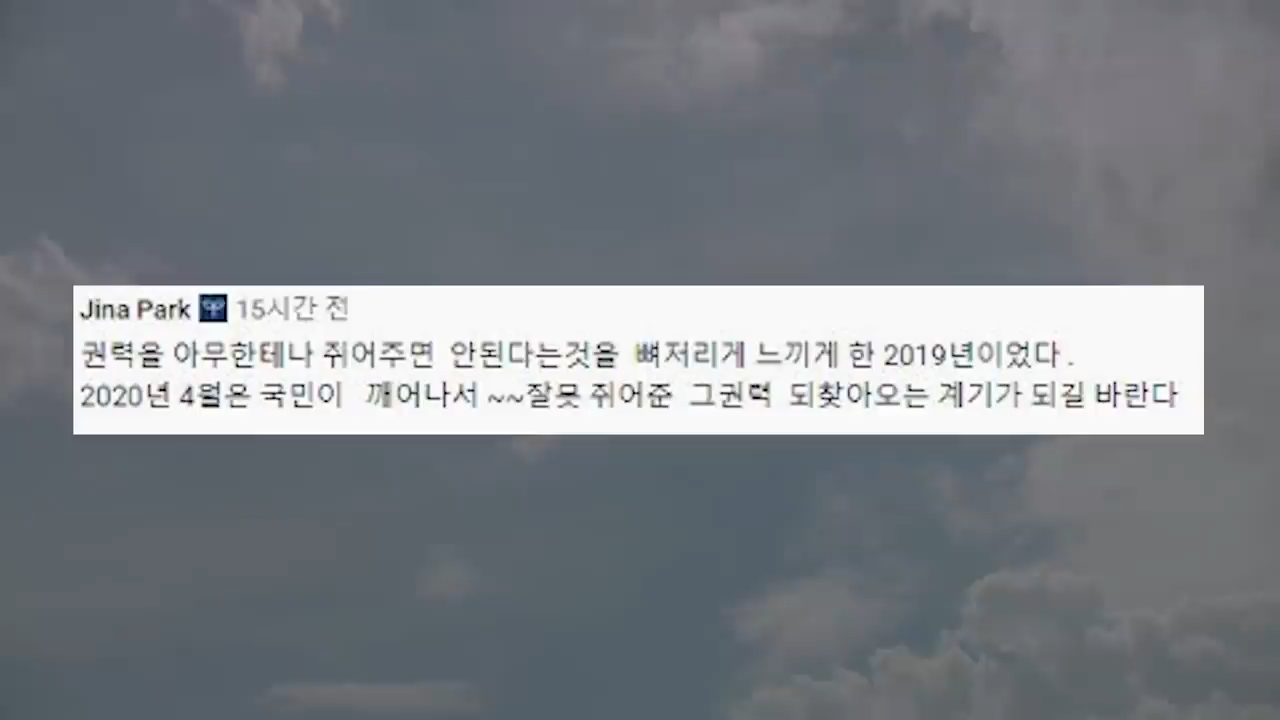 Jina Park 15시간 전
권력을 아무한테나 쥐어주면 안된다는것을 뼈저리게 느끼게 한 2019년이었다.
2020년 4월은 국민이 깨어나서 ~~잘못 쥐어준 그권력 되찾아오는 계기가 되길 바란다